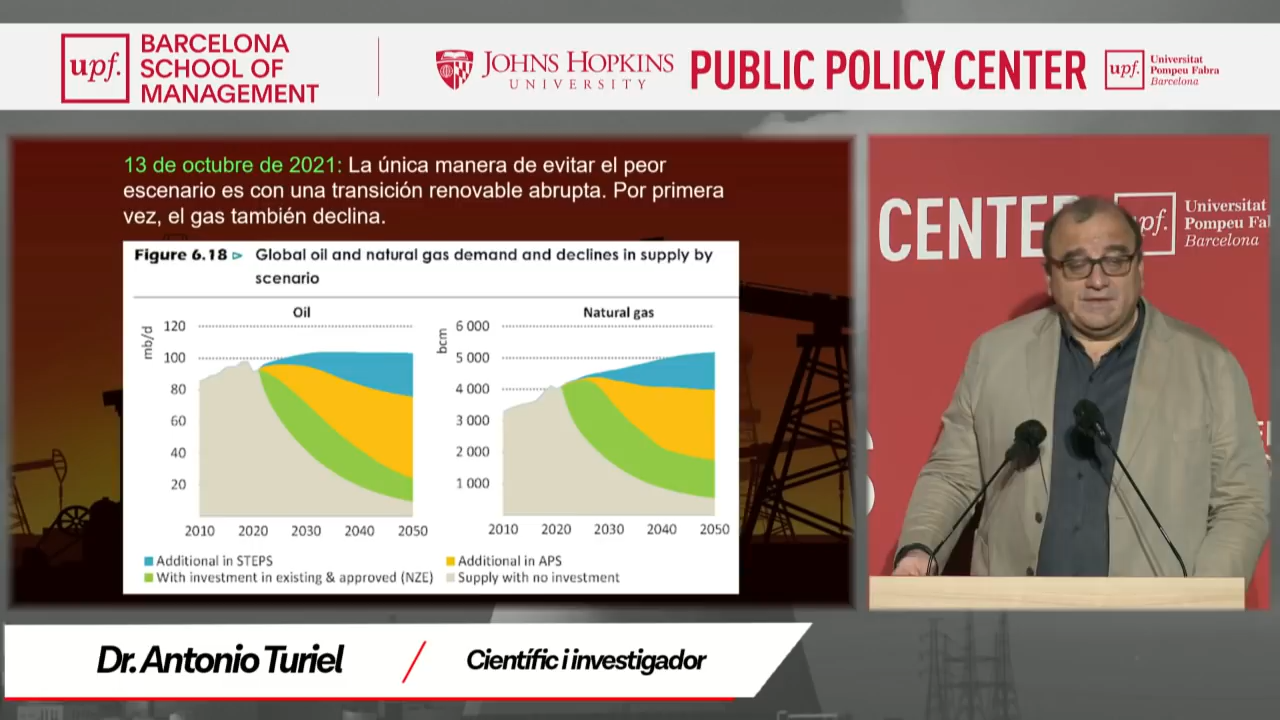 upf.
BARCELONA
SCHOOL OF
MANAGEMENT
JOHNS HOPKINS
UNIVERSITY
PUBLIC POLICY CENTER
upf.
Universitat
Pompeu Fabra
Barcelona
13 de octubre de 2021: La única manera de evitar el peor
escenario es con una transición renovable abrupta. Por primera
vez, el gas también declina.
Figure 6.18 ▷ Global oil and natural gas demand and declines in supply by
scenario
Oil
mb/d
120
100
80
60
40
20
2010 2020 2030 2040 2050
Natural gas
bcm
6 000
5 000
4 000
3 000
2 000
1 000
2010 2020 2030 2040 2050
Additional in STEPS
Additional in APS
With investment in existing & approved (NZE)
Supply with no investment
CENTE
pf.
Universitat
Pompeu Fa
Barcelona
Dr. Antonio Turiel / Científic i investigador